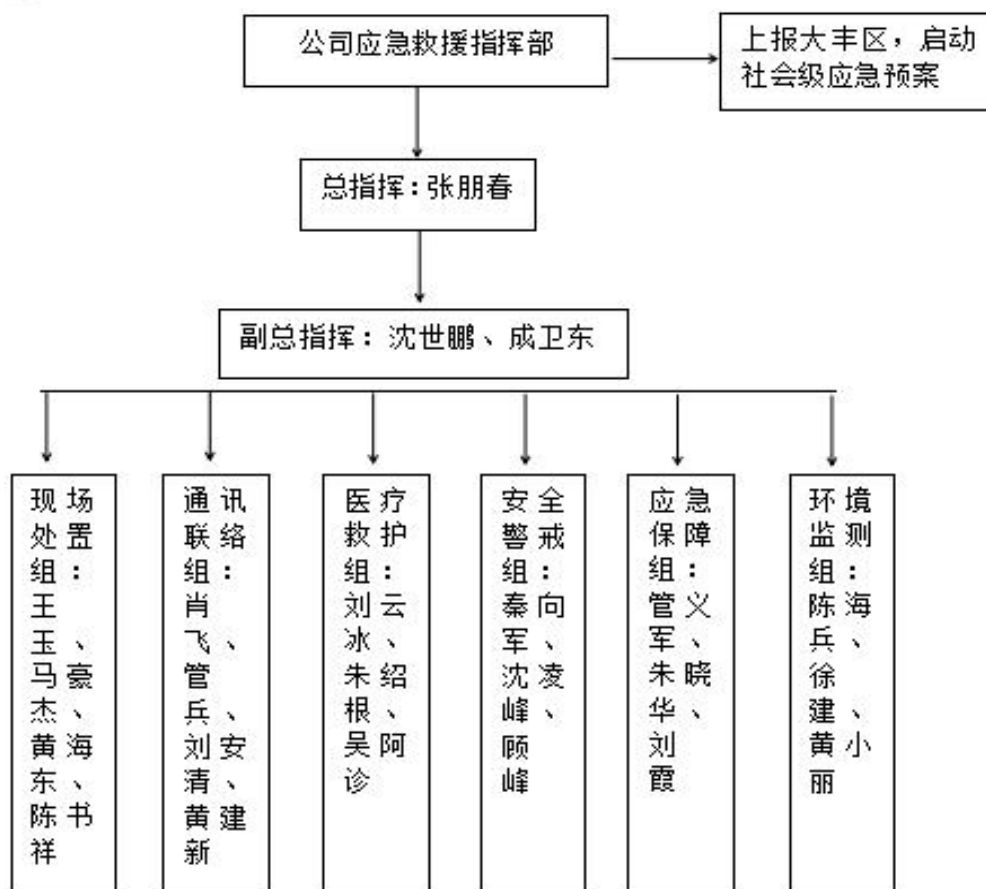 公司应急救援指挥部
上报大丰区，启动
社会级应急预案
总指挥：张朋春
副总指挥：沈世鹏、成卫东
现场
处置
组：
王
玉、
马豪
杰、
黄海
东、
陈书
祥
通讯
联络
组：
肖
飞、
管
兵、
刘安
清、
黄建
新
医疗
救护
组：
刘云
冰、
朱绍
根、
吴阿
诊
安全
警戒
组：
秦向
军、
沈凌
峰、
顾
峰
应急
保障
组：
管义
军、
朱晓
华、
刘
霞
环境
监测
组：
陈海
兵、
徐
建、
黄小
丽